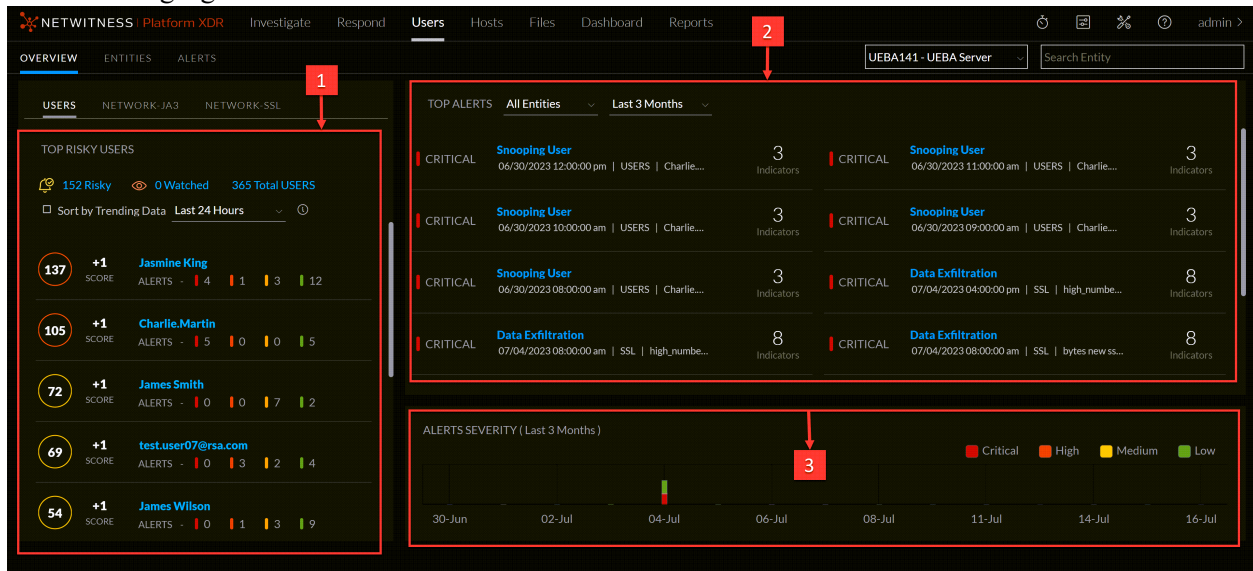 NETWITNESS Platform XDR Investigate Respond Users Hosts Files Dashboard Reports admin >
OVERVIEW ENTITIES ALERTS
UEBA141 - UEBA Server
Search Entity
1
2
USERS NETWORK-JA3 NETWORK-SSL
TOP RISKY USERS
152 Risky 0 Watched 365 Total USERS
Sort by Trending Data Last 24 Hours
137 +1 SCORE Jasmine King
ALERTS - 4 1 3 12
105 +1 SCORE Charlie.Martin
ALERTS - 5 0 0 5
72 +1 SCORE James Smith
ALERTS - 0 0 7 2
69 +1 SCORE test.user07@rsa.com
ALERTS - 0 3 2 4
54 +1 SCORE James Wilson
ALERTS - 0 1 3 9
TOP ALERTS All Entities Last 3 Months
CRITICAL Snooping User 3
06/30/2023 12:00:00 pm | USERS | Charlie.... Indicators
CRITICAL Snooping User 3
06/30/2023 11:00:00 am | USERS | Charlie.... Indicators
CRITICAL Snooping User 3
06/30/2023 10:00:00 am | USERS | Charlie.... Indicators
CRITICAL Snooping User 3
06/30/2023 09:00:00 am | USERS | Charlie.... Indicators
CRITICAL Snooping User 3
06/30/2023 08:00:00 am | USERS | Charlie.... Indicators
CRITICAL Data Exfiltration 8
07/04/2023 04:00:00 pm | SSL | high_numbe... Indicators
CRITICAL Data Exfiltration 8
07/04/2023 08:00:00 am | SSL | high_numbe... Indicators
CRITICAL Data Exfiltration 8
07/04/2023 08:00:00 am | SSL | bytes new ss... Indicators
ALERTS SEVERITY ( Last 3 Months )
3
Critical High Medium Low
30-Jun 02-Jul 04-Jul 06-Jul 08-Jul 11-Jul 14-Jul 16-Jul